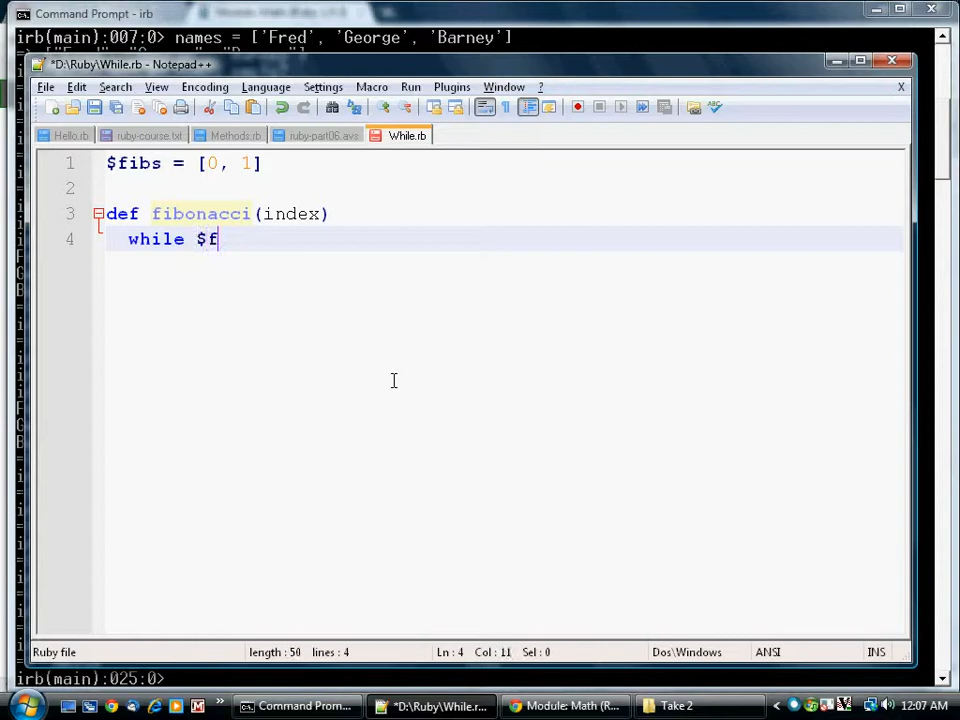 Command Prompt - irb
irb(main):007:0> names = ['Fred', 'George', 'Barney']
*D:\Ruby\While.rb - Notepad++
File Edit Search View Encoding Language Settings Macro Run Plugins Window ? X
Hello.rb ruby-course.txt Methods.rb ruby-part06.avs While.rb
1 $fibs = [0, 1]
2
3 def fibonacci(index)
4 while $f
Ruby file length : 50 lines : 4 Ln : 4 Col : 11 Sel : 0 Dos\Windows ANSI INS
irb(main):025:0>
Command Prom... *D:\Ruby\While.r... Module: Math (R... Take 2 12:07 AM